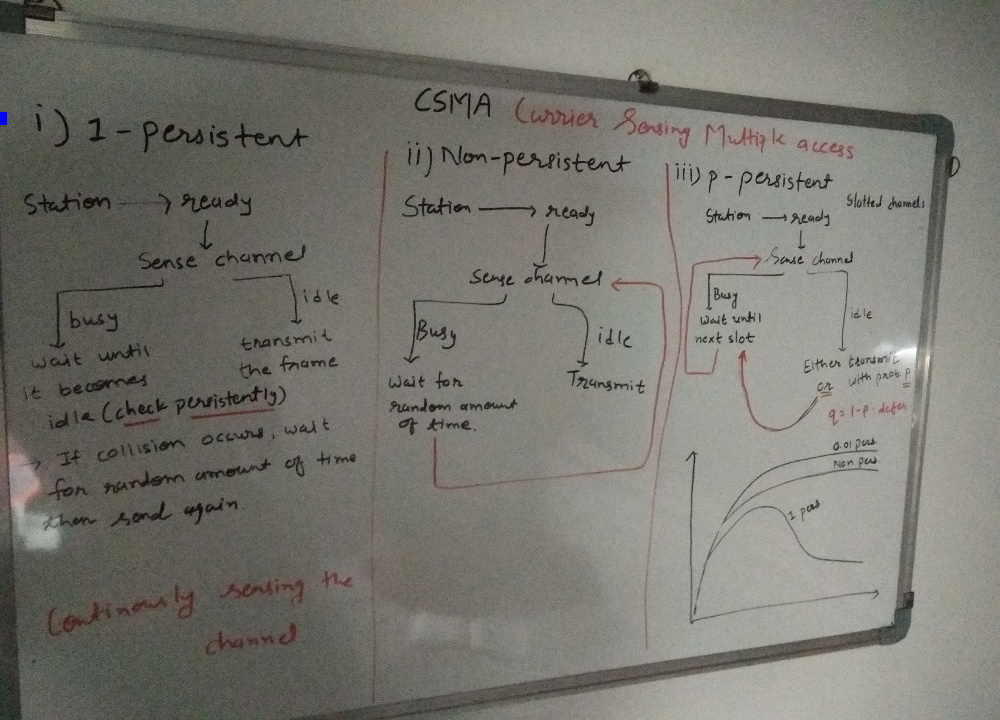 CSMA Carrier Sensing Multiple access
i) 1-persistent
Station → ready
Sense channel
busy
idle
wait until
it becomes
idle (check persistently)
transmit
the frame
→ If collision occurs, wait
for random amount of time
then send again.
Continously sensing the
channel
ii) Non-persistent
Station → ready
Sense channel
Busy
idle
Wait for
random amount
of time.
Transmit
iii) p-persistent
Slotted channels
Station → ready
Sense channel
Busy
idle
wait until
next slot
Either transmit
or with prob. p
q = 1-p. defer
0.01 pers.
Non pers.
1 pers